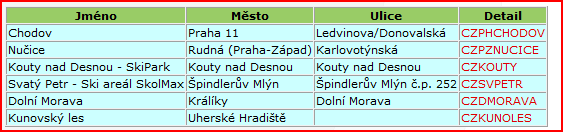 Jméno Město Ulice Detail
Chodov Praha 11 Ledvinova/Donovalská CZPHCHODOV
Nučice Rudná (Praha-Západ) Karlovotýnská CZPZNUCICE
Kouty nad Desnou - SkiPark Kouty nad Desnou Kouty nad Desnou CZKOUTY
Svatý Petr - Ski areál SkolMax Špindlerův Mlýn Špindlerův Mlýn č.p. 252 CZSVPETR
Dolní Morava Králíky Dolní Morava CZDMORAVA
Kunovský les Uherské Hradiště CZKUNOLES